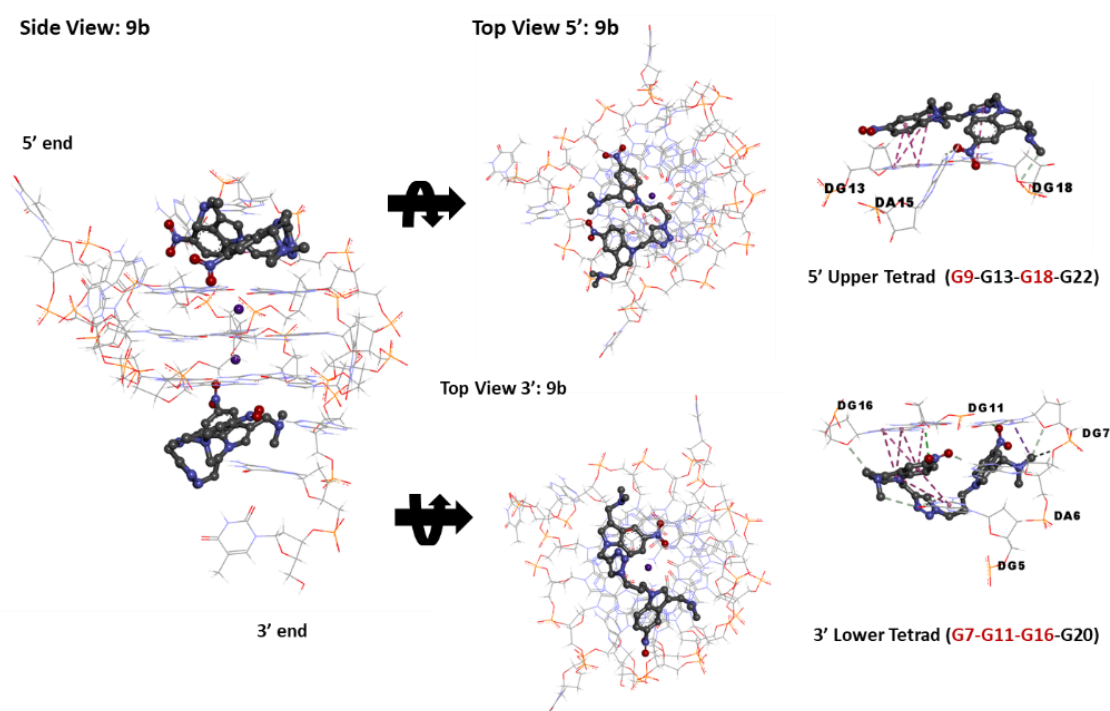 Side View: 9b
Top View 5’: 9b
5’ end
DG13
DA15
DG18
5’ Upper Tetrad (G9-G13-G18-G22)
Top View 3’: 9b
DG16
DG11
DG7
DA6
DG5
3’ end
3’ Lower Tetrad (G7-G11-G16-G20)